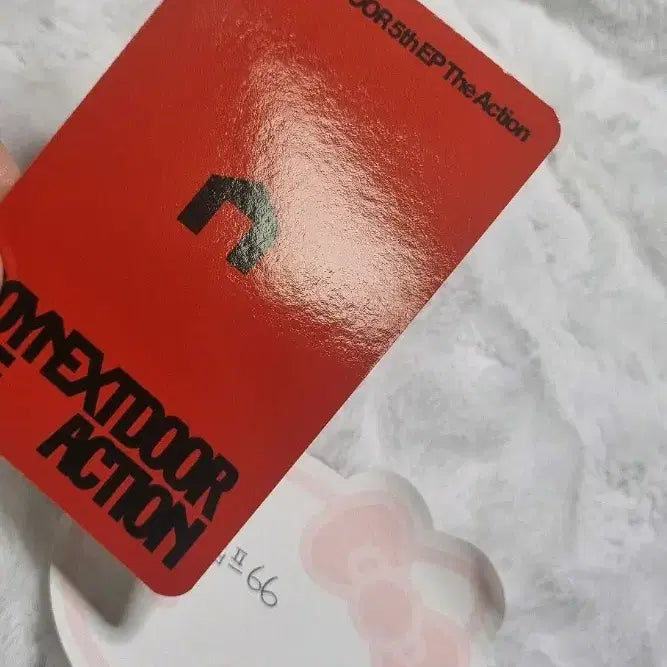 OOR 5th EP The Action
OYNEXTDOOR
ACTION
66